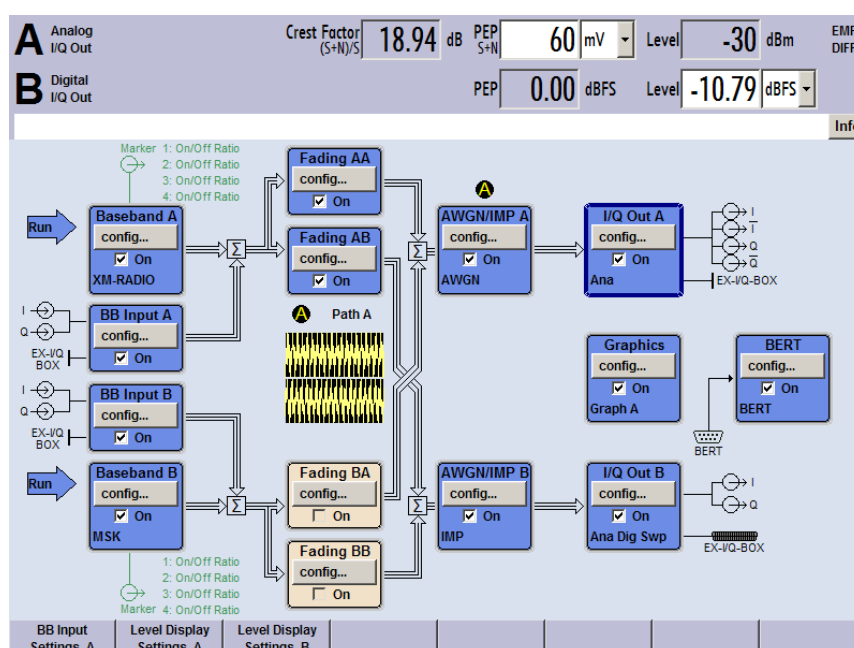 A Analog I/Q Out Crest Factor (S+N)/S 18.94 dB PEP S+N 60 mV Level -30 dBm
B Digital I/Q Out PEP 0.00 dBFS Level -10.79 dBFS
Marker 1: On/Off Ratio
2: On/Off Ratio
3: On/Off Ratio
4: On/Off Ratio
Run
Baseband A
config...
On
XM-RADIO
Fading AA
config...
On
Fading AB
config...
On
Σ
Σ
A
AWGN/IMP A
config...
On
AWGN
I/Q Out A
config...
On
Ana
I
I
Q
Q
EX-I/Q-BOX
I
Q
EX-I/Q
BOX
BB Input A
config...
On
A Path A
Graphics
config...
On
Graph A
BERT
config...
On
BERT
BERT
I
Q
EX-I/Q
BOX
BB Input B
config...
On
Run
Baseband B
config...
On
MSK
Σ
Fading BA
config...
On
Fading BB
config...
On
Σ
AWGN/IMP B
config...
On
IMP
I/Q Out B
config...
On
Ana Dig Swp
I
Q
EX-I/Q-BOX
1: On/Off Ratio
2: On/Off Ratio
3: On/Off Ratio
Marker 4: On/Off Ratio
BB Input Settings A
Level Display Settings A
Level Display Settings B